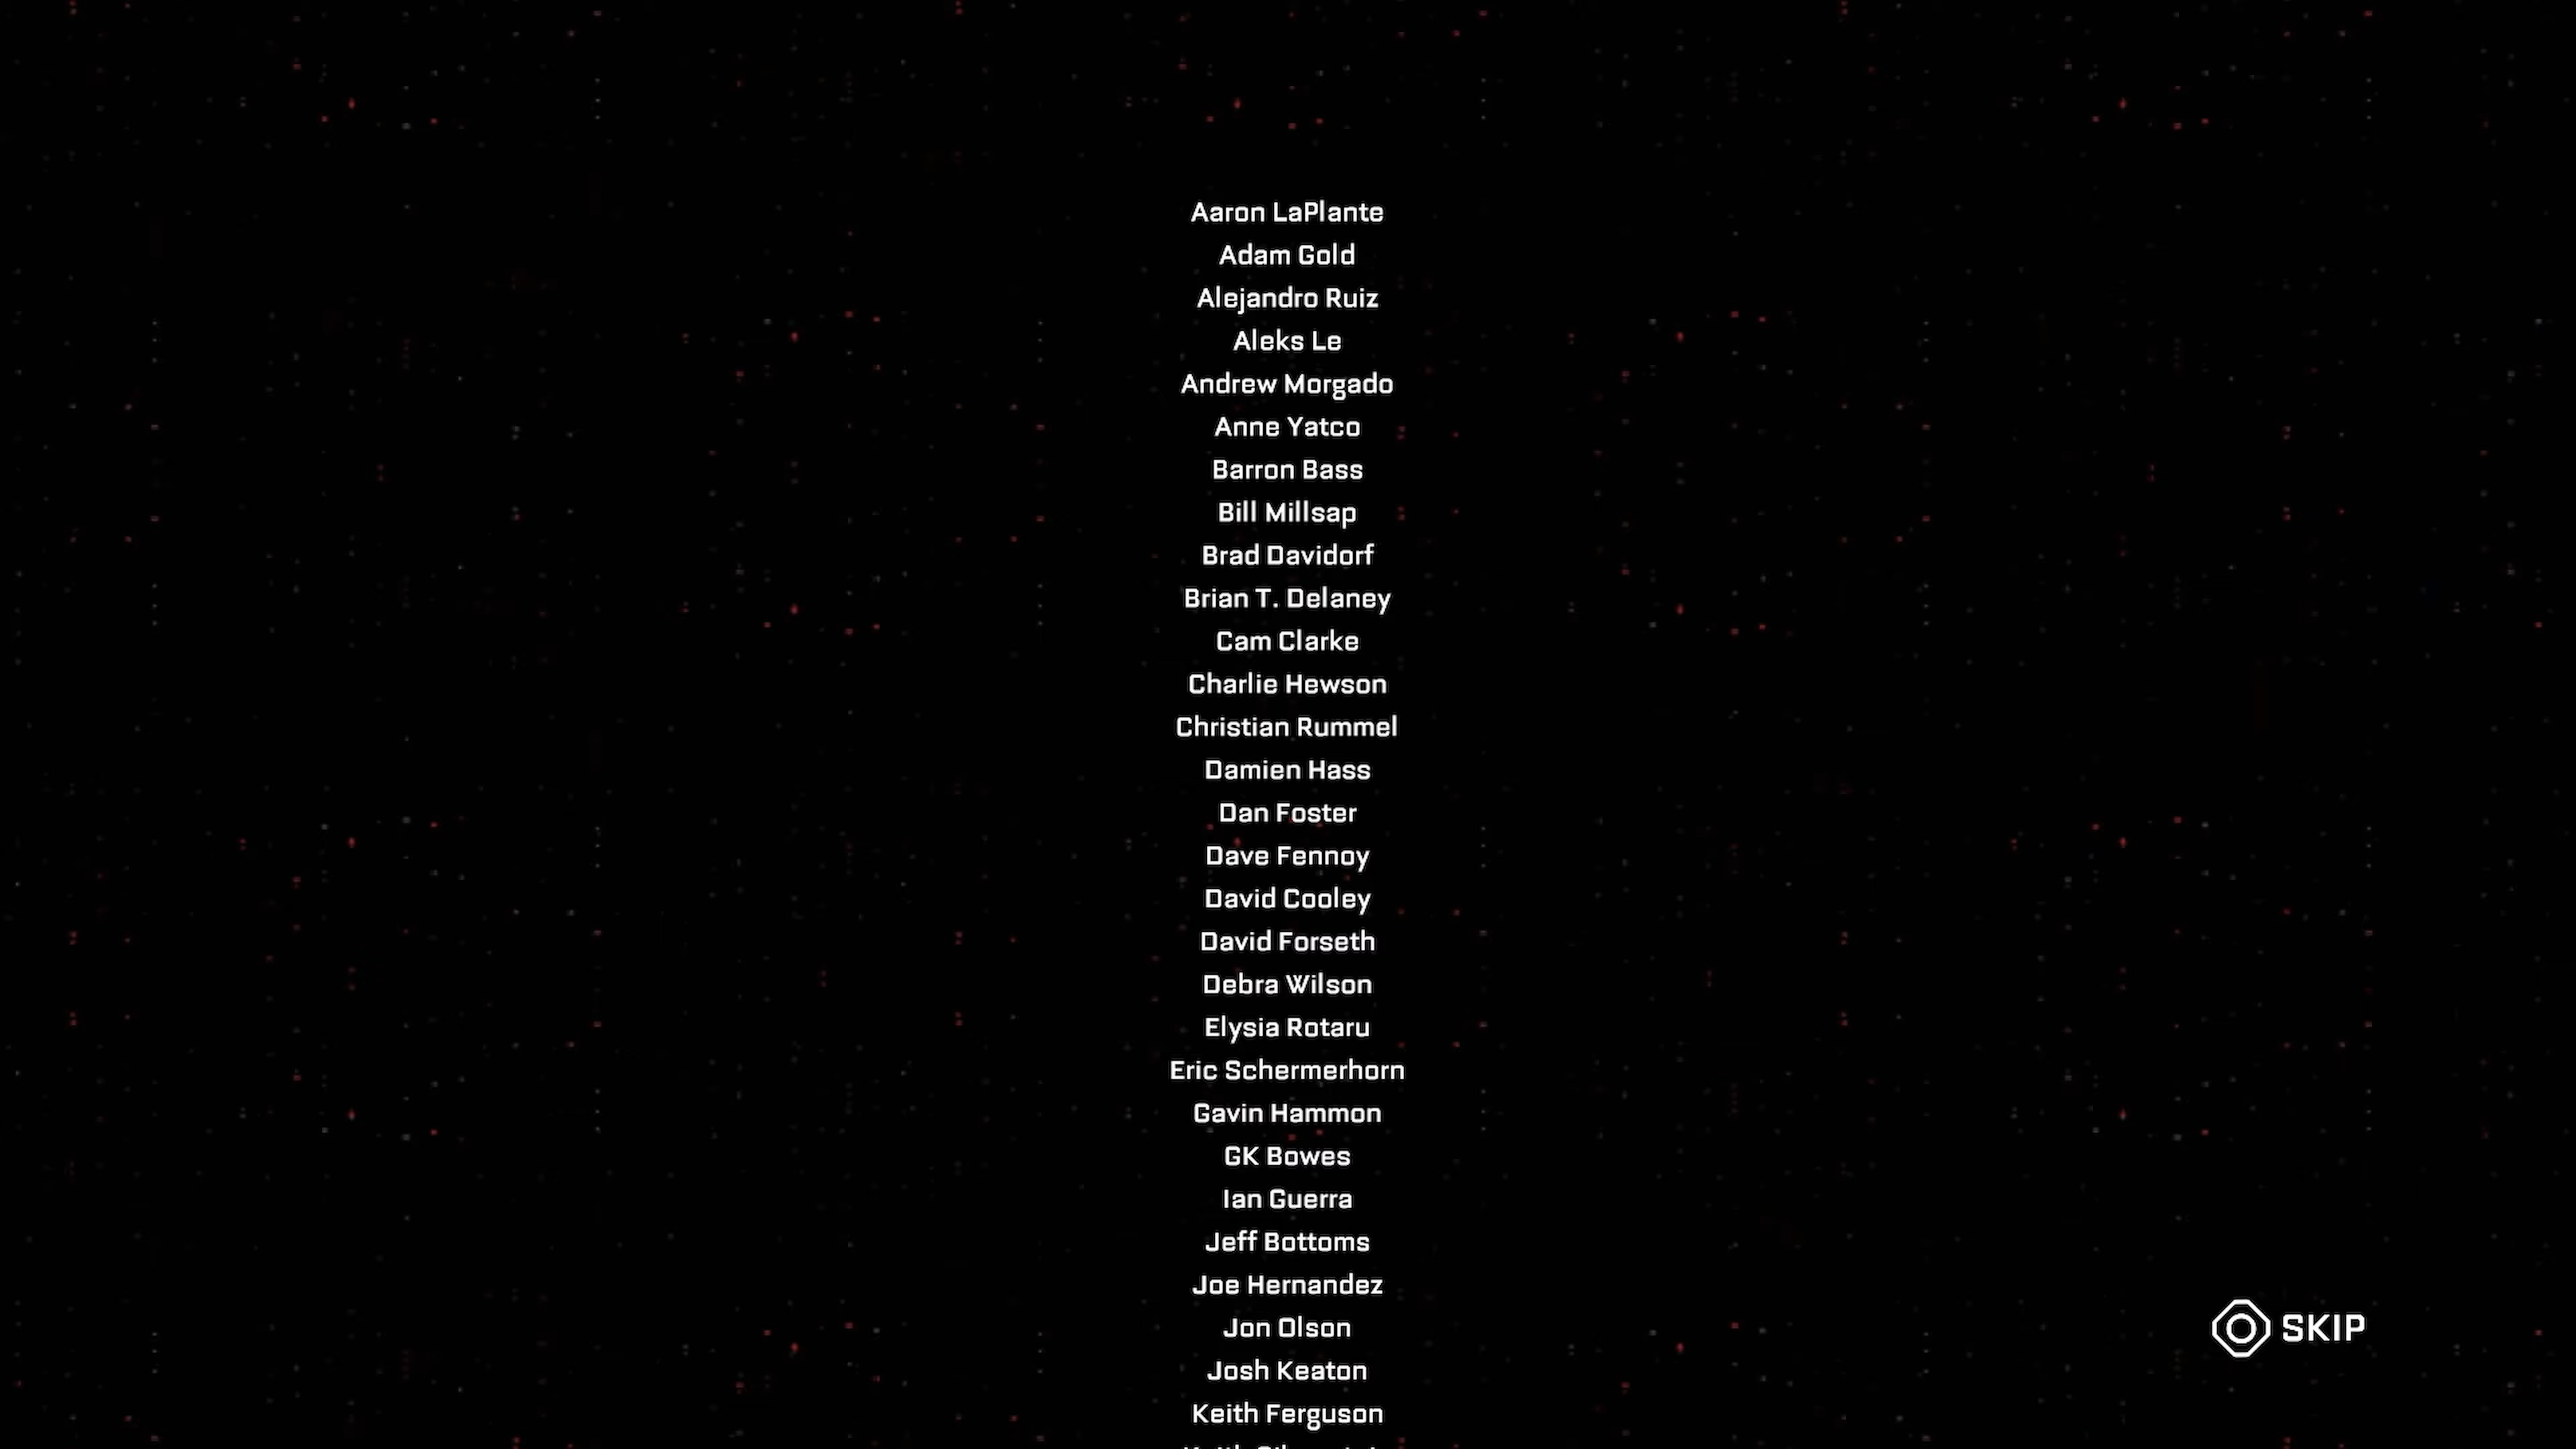 Aaron LaPlante
Adam Gold
Alejandro Ruiz
Aleks Le
Andrew Morgado
Anne Yatco
Barron Bass
Bill Millsap
Brad Davidorf
Brian T. Delaney
Cam Clarke
Charlie Hewson
Christian Rummel
Damien Hass
Dan Foster
Dave Fennoy
David Cooley
David Forseth
Debra Wilson
Elysia Rotaru
Eric Schermerhorn
Gavin Hammon
GK Bowes
Ian Guerra
Jeff Bottoms
Joe Hernandez
Jon Olson
Josh Keaton
Keith Ferguson
SKIP